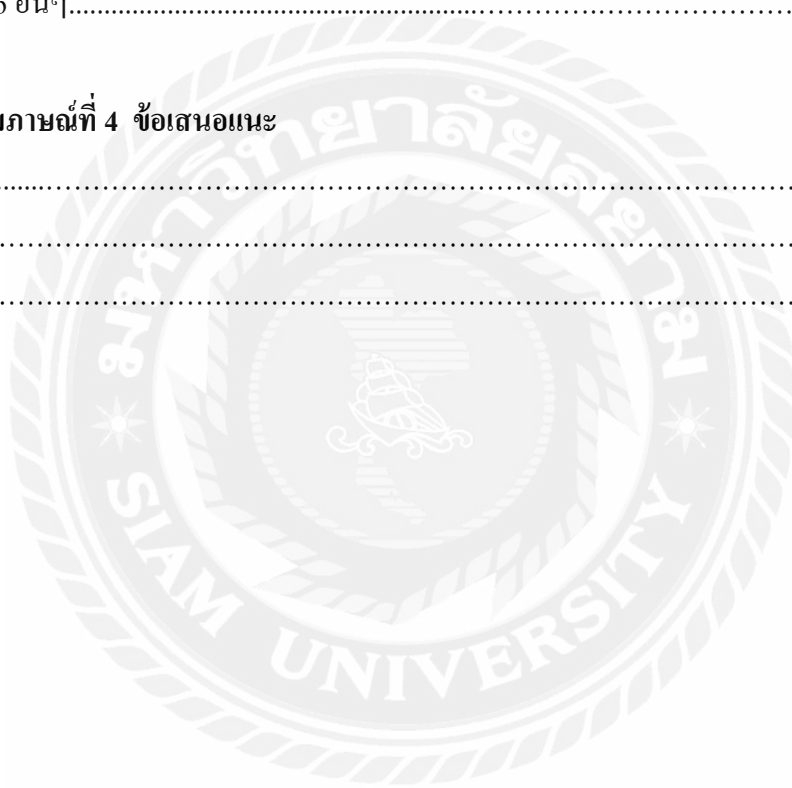 อื่นๆ................................................................................................
ภาษณ์ที่ 4 ข้อเสนอแนะ
................................................................................................
................................................................................................
................................................................................................
มหาวิทยาลัยสยาม
SIAM UNIVERSITY